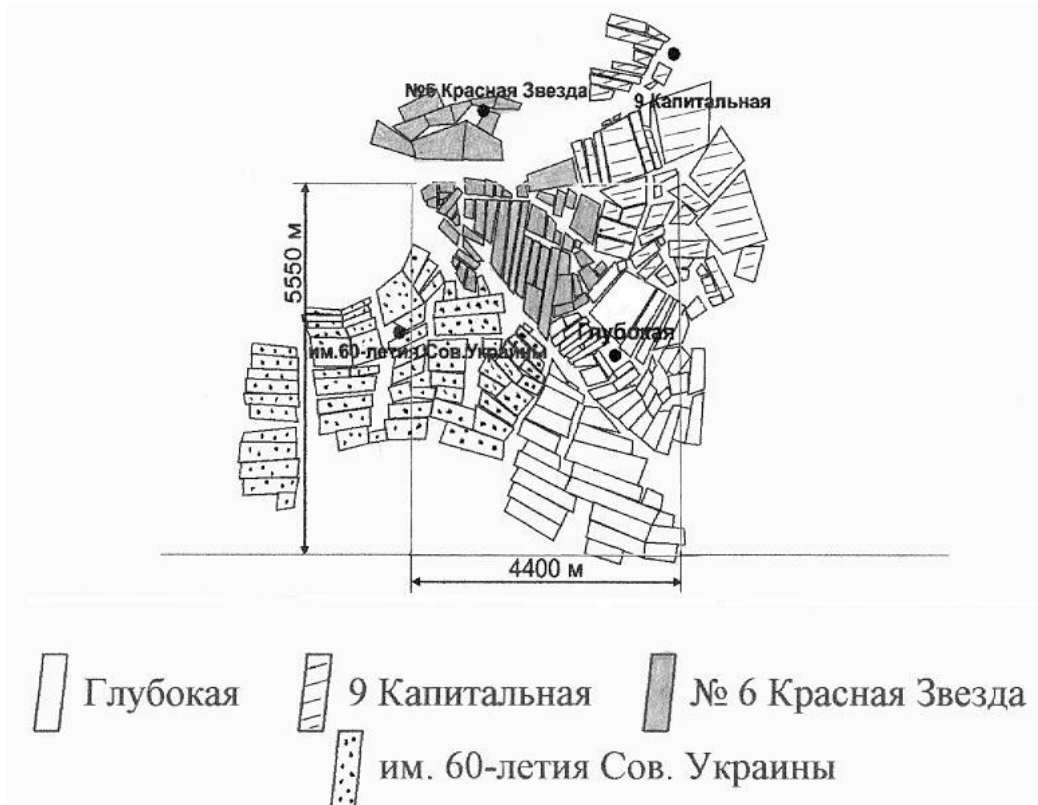 №6 Красная Звезда
9 Капитальная
5550 м
Глубокая
им.60-летия Сов.Украины
4400 м
Глубокая
9 Капитальная
№ 6 Красная Звезда
им. 60-летия Сов. Украины